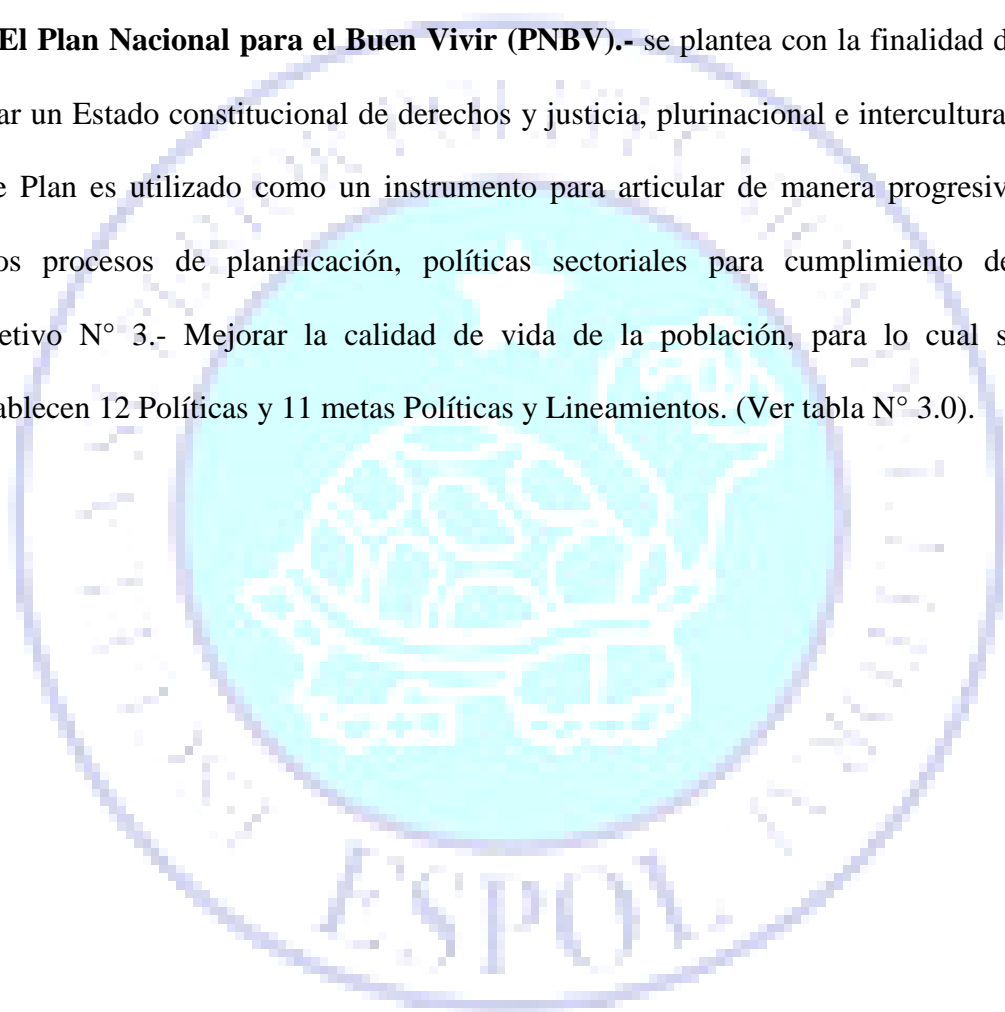 El Plan Nacional para el Buen Vivir (PNBV).- se plantea con la finalidad d
ar un Estado constitucional de derechos y justicia, plurinacional e intercultura
e Plan es utilizado como un instrumento para articular de manera progresiv
os procesos de planificación, políticas sectoriales para cumplimiento de
etivo N° 3.- Mejorar la calidad de vida de la población, para lo cual s
ablecen 12 Políticas y 11 metas Políticas y Lineamientos. (Ver tabla N° 3.0).
ESPOL